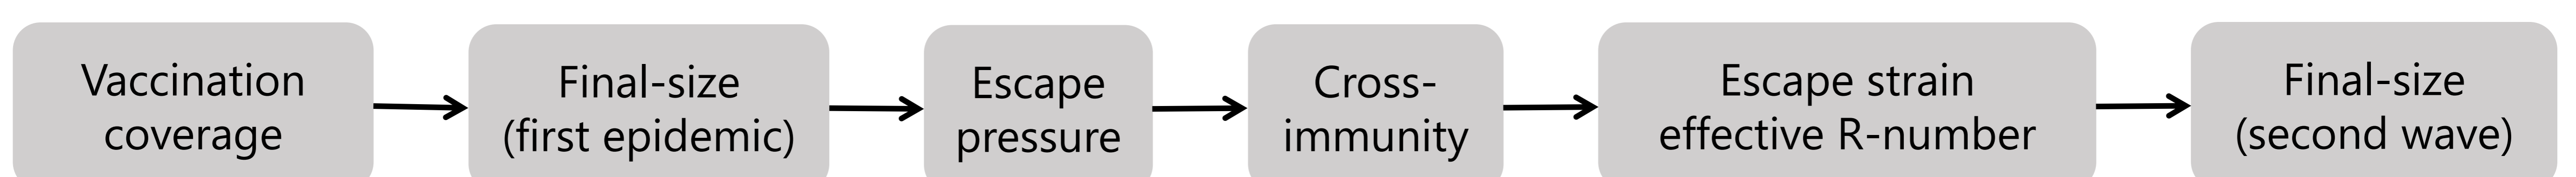 Vaccination
coverage
Final-size
(first epidemic)
Escape
pressure
Cross-
immunity
Escape strain
effective R-number
Final-size
(second wave)